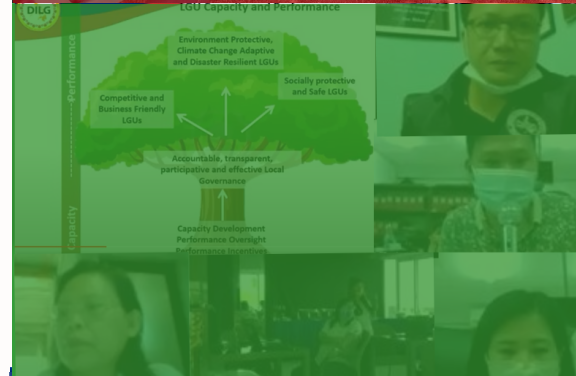 DILG
LGU Capacity and Performance
Performance
Environment Protective,
Climate Change Adaptive
and Disaster Resilient LGUs
Socially protective
and Safe LGUs
Competitive and
Business Friendly
LGUs
Accountable, transparent,
participative and effective Local
Governance
Capacity
Capacity Development
Performance Oversight
Performance Incentives